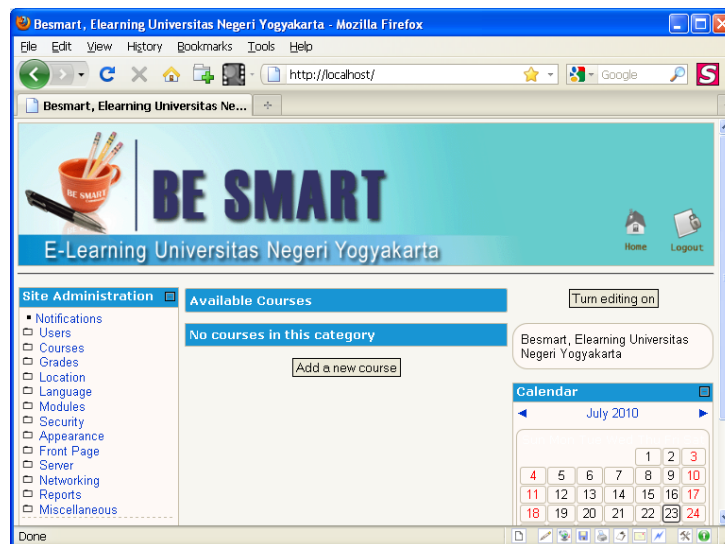 Besmart, Elearning Universitas Negeri Yogyakarta - Mozilla Firefox
File Edit View History Bookmarks Tools Help
http://localhost/
Google
S
Besmart, Elearning Universitas Ne...
BE SMART
BE SMART
E-Learning Universitas Negeri Yogyakarta
Home Logout
Site Administration
Notifications
Users
Courses
Grades
Location
Language
Modules
Security
Appearance
Front Page
Server
Networking
Reports
Miscellaneous
Available Courses
No courses in this category
Add a new course
Turn editing on
Besmart, Elearning Universitas
Negeri Yogyakarta
Calendar
July 2010
1 2 3
4 5 6 7 8 9 10
11 12 13 14 15 16 17
18 19 20 21 22 23 24
Done